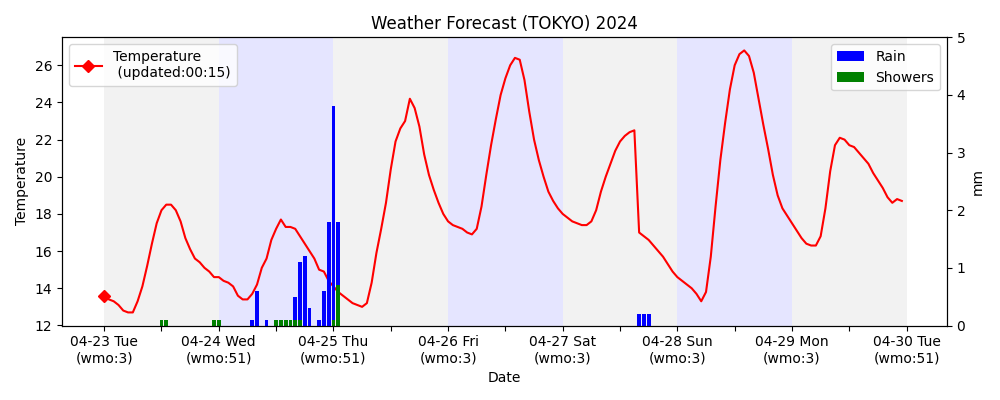 Weather Forecast (TOKYO) 2024
Temperature
(updated:00:15)
Rain
Showers
Temperature
26
24
22
20
18
16
14
12
5
4
3
2
1
0
mm
04-23 Tue
(wmo:3)
04-24 Wed
(wmo:51)
04-25 Thu
(wmo:51)
04-26 Fri
(wmo:3)
04-27 Sat
(wmo:3)
04-28 Sun
(wmo:3)
04-29 Mon
(wmo:3)
04-30 Tue
(wmo:51)
Date